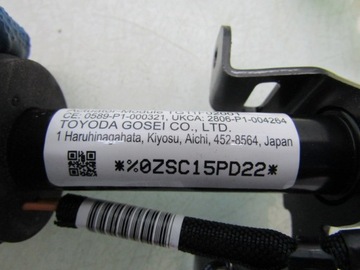 CE: 0589-P1-000321, UKCA: 2806-P1-004264
TOYODA GOSEI CO., LTD.
1 Haruhinagahata, Kiyosu, Aichi, 452-8564, Japan
*%0ZSC15PD22*